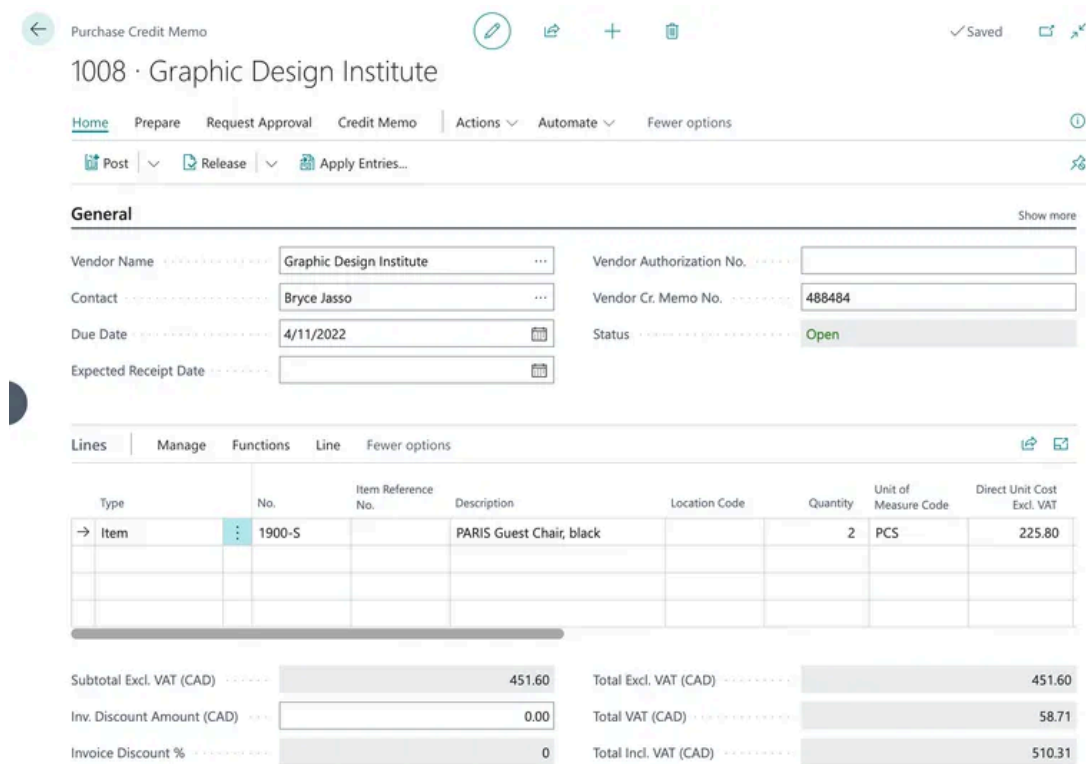 Purchase Credit Memo
Saved
1008 · Graphic Design Institute
Home Prepare Request Approval Credit Memo Actions Automate Fewer options
Post Release Apply Entries...
General Show more
Vendor Name Graphic Design Institute ... Vendor Authorization No.
Contact Bryce Jasso ... Vendor Cr. Memo No. 488484
Due Date 4/11/2022 Status Open
Expected Receipt Date
Lines Manage Functions Line Fewer options
Type No. Item Reference No. Description Location Code Quantity Unit of Measure Code Direct Unit Cost Excl. VAT
Item 1900-S PARIS Guest Chair, black 2 PCS 225.80
Subtotal Excl. VAT (CAD) 451.60 Total Excl. VAT (CAD) 451.60
Inv. Discount Amount (CAD) 0.00 Total VAT (CAD) 58.71
Invoice Discount % 0 Total Incl. VAT (CAD) 510.31